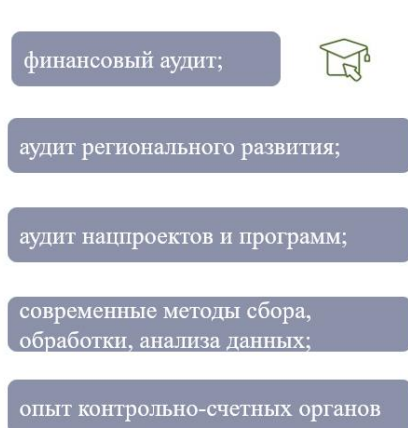 финансовый аудит;
аудит регионального развития;
аудит нацпроектов и программ;
современные методы сбора,
обработки, анализа данных;
опыт контрольно-счетных органов